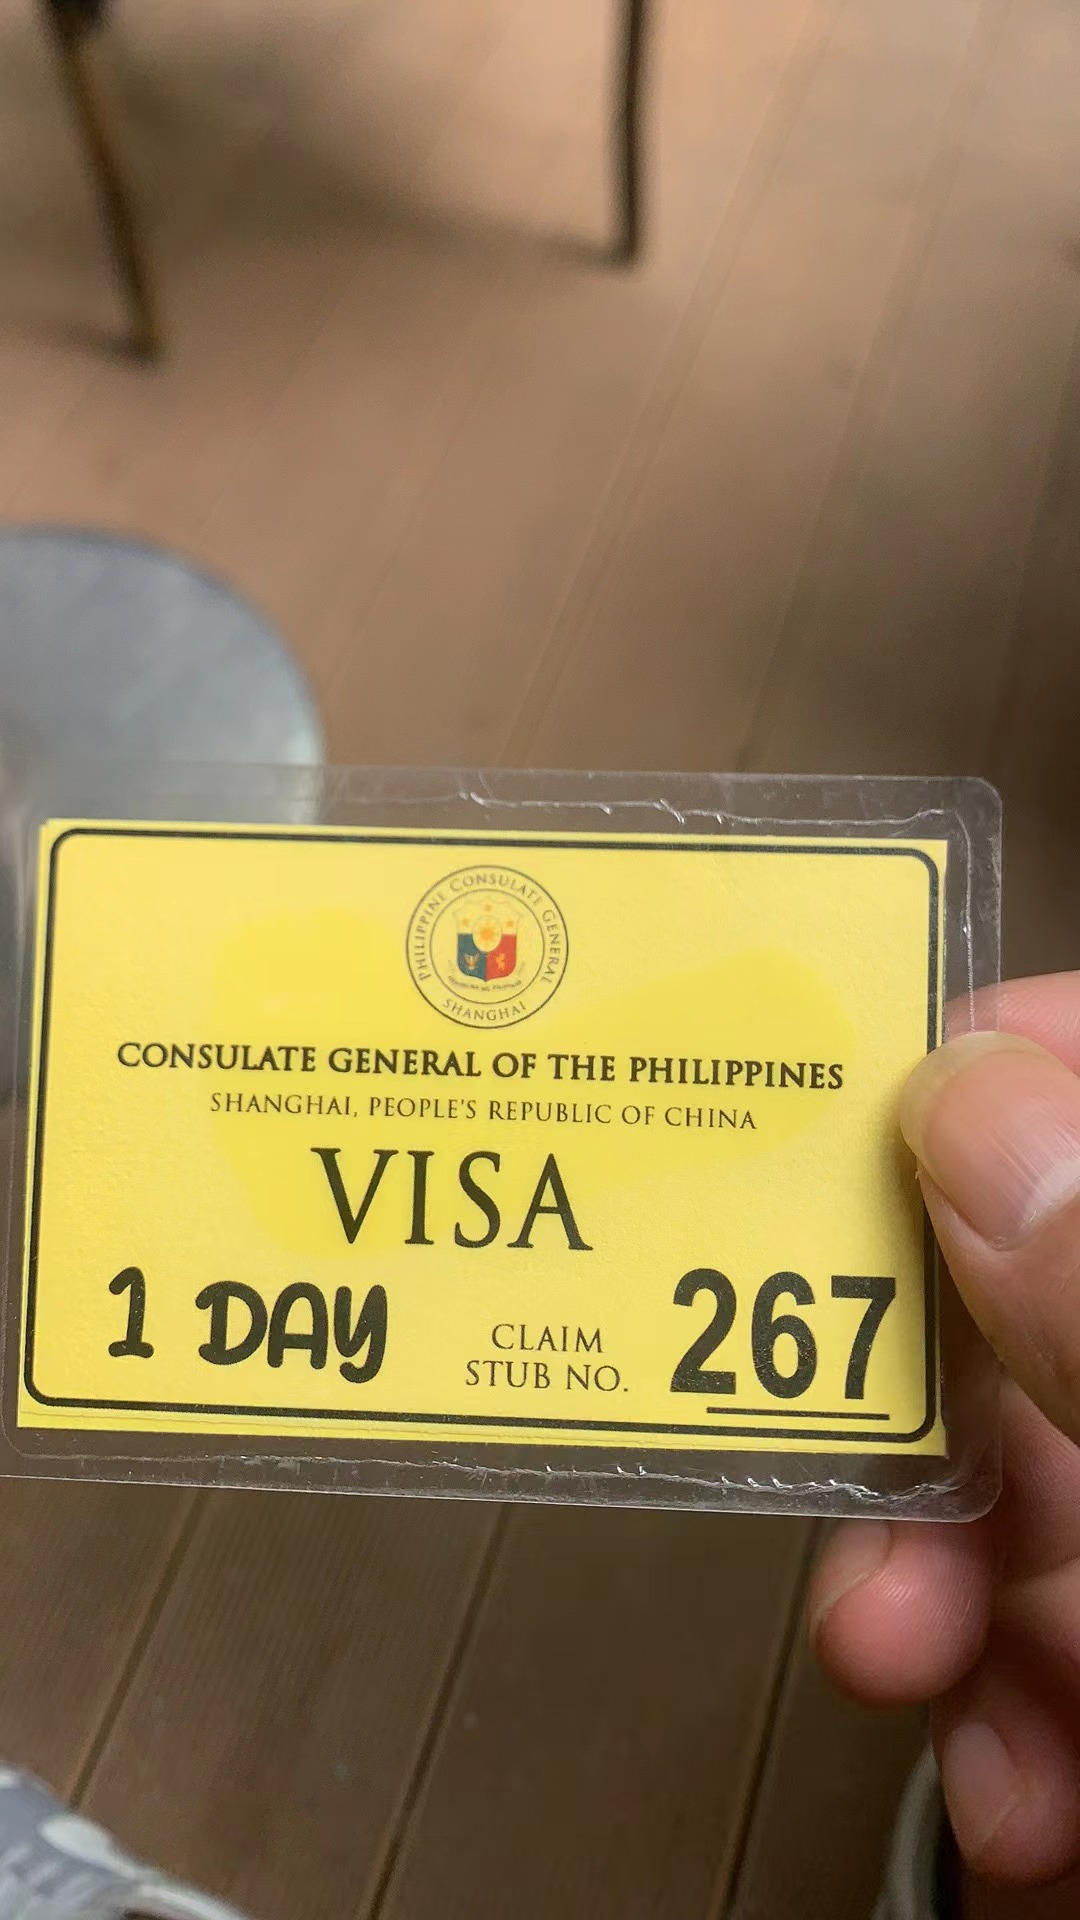 PHILIPPINE CONSULATE GENERAL
SHANGHAI
CONSULATE GENERAL OF THE PHILIPPINES
SHANGHAI, PEOPLE'S REPUBLIC OF CHINA
VISA
1 DAY
CLAIM
STUB NO.
267